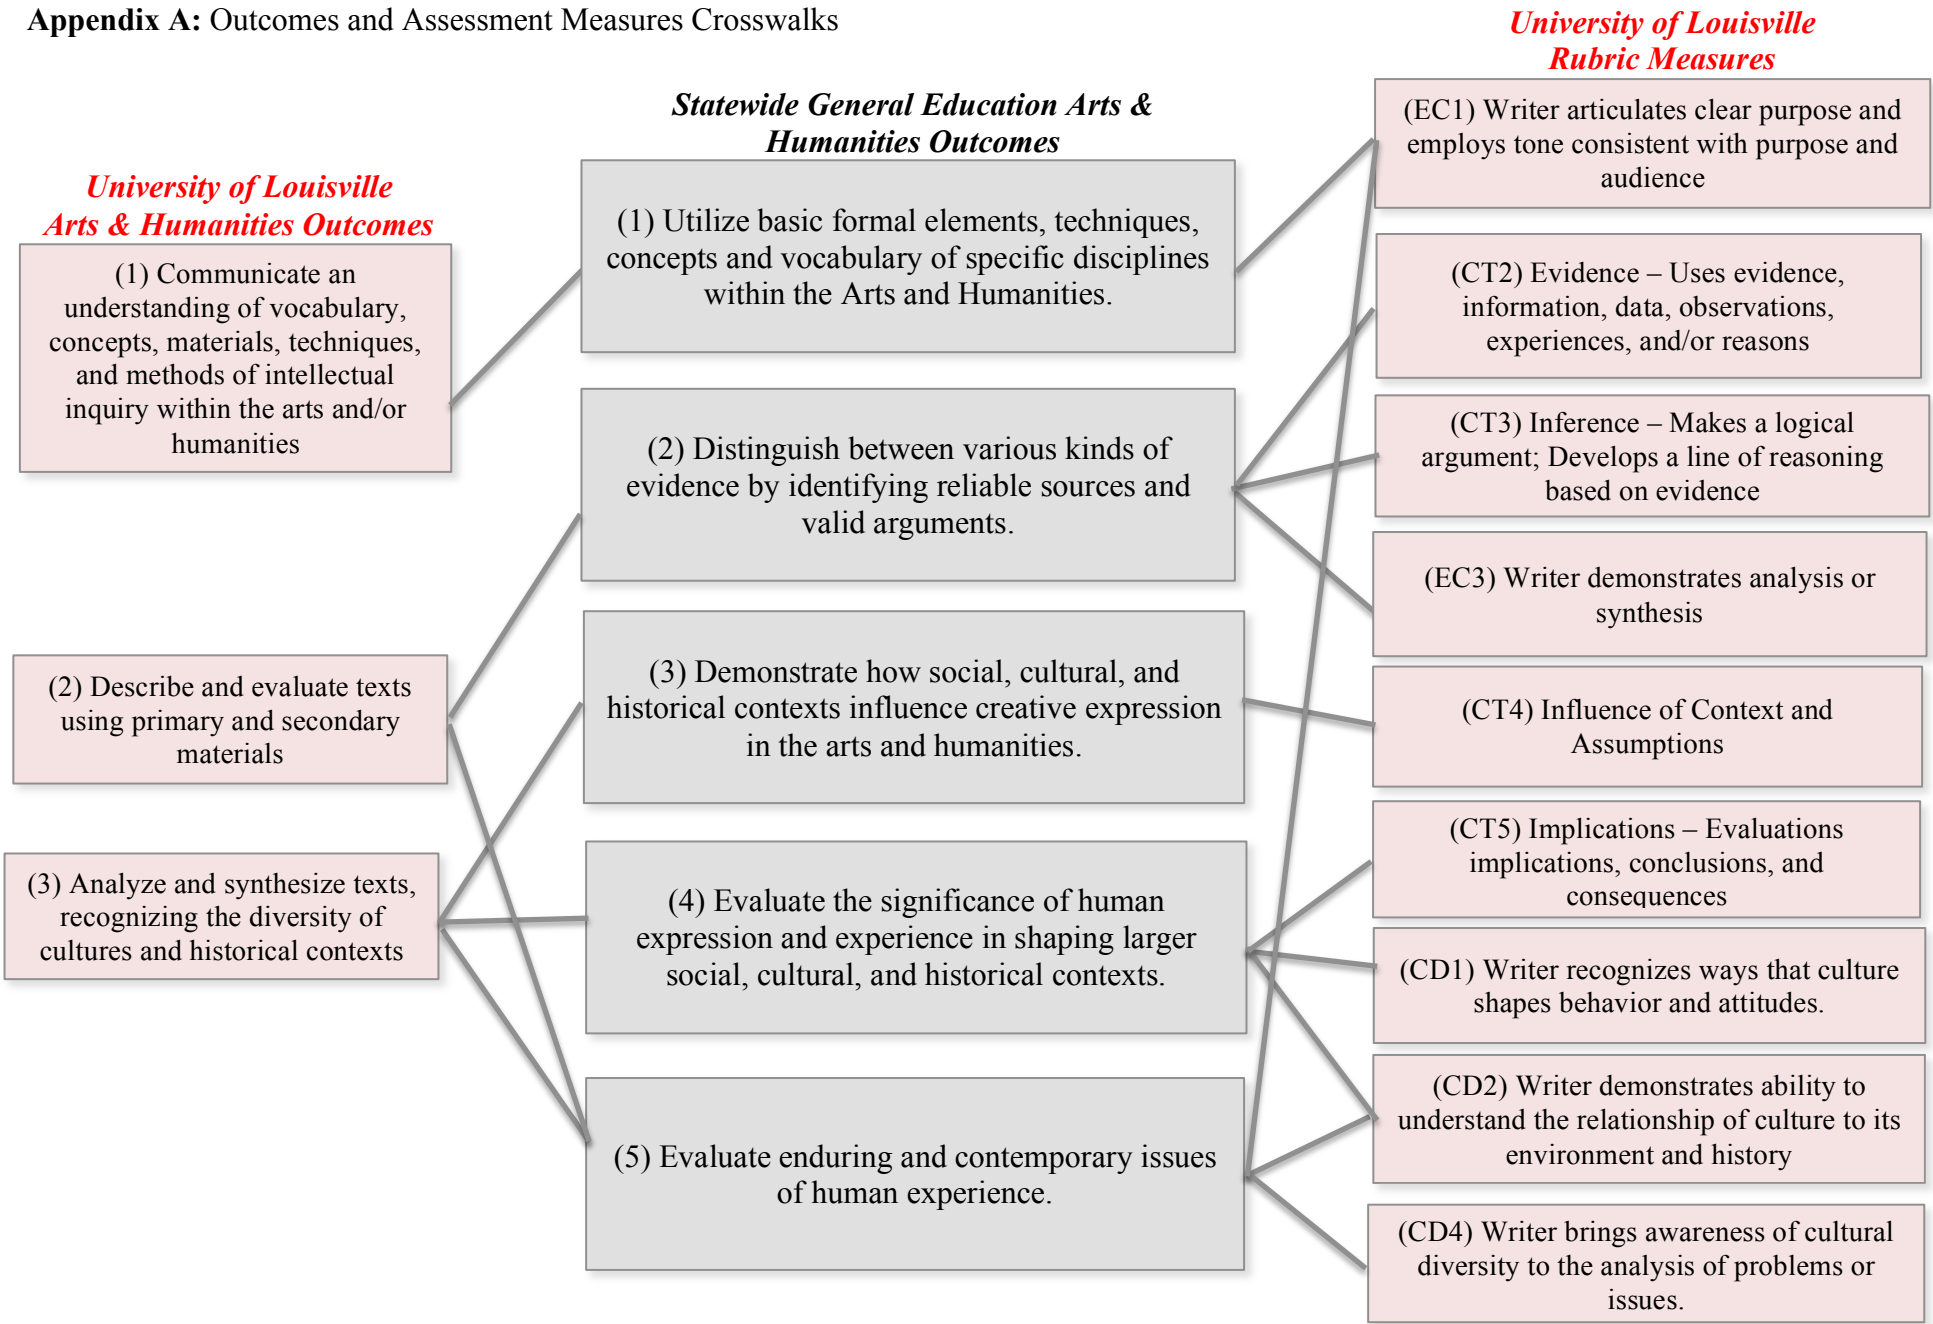 Appendix A: Outcomes and Assessment Measures Crosswalks
University of Louisville
Arts & Humanities Outcomes
(1) Communicate an
understanding of vocabulary,
concepts, materials, techniques,
and methods of intellectual
inquiry within the arts and/or
humanities
(2) Describe and evaluate texts
using primary and secondary
materials
(3) Analyze and synthesize texts,
recognizing the diversity of
cultures and historical contexts
Statewide General Education Arts &
Humanities Outcomes
(1) Utilize basic formal elements, techniques,
concepts and vocabulary of specific disciplines
within the Arts and Humanities.
(2) Distinguish between various kinds of
evidence by identifying reliable sources and
valid arguments.
(3) Demonstrate how social, cultural, and
historical contexts influence creative expression
in the arts and humanities.
(4) Evaluate the significance of human
expression and experience in shaping larger
social, cultural, and historical contexts.
(5) Evaluate enduring and contemporary issues
of human experience.
University of Louisville
Rubric Measures
(EC1) Writer articulates clear purpose and
employs tone consistent with purpose and
audience
(CT2) Evidence – Uses evidence,
information, data, observations,
experiences, and/or reasons
(CT3) Inference – Makes a logical
argument; Develops a line of reasoning
based on evidence
(EC3) Writer demonstrates analysis or
synthesis
(CT4) Influence of Context and
Assumptions
(CT5) Implications – Evaluations
implications, conclusions, and
consequences
(CD1) Writer recognizes ways that culture
shapes behavior and attitudes.
(CD2) Writer demonstrates ability to
understand the relationship of culture to its
environment and history
(CD4) Writer brings awareness of cultural
diversity to the analysis of problems or
issues.